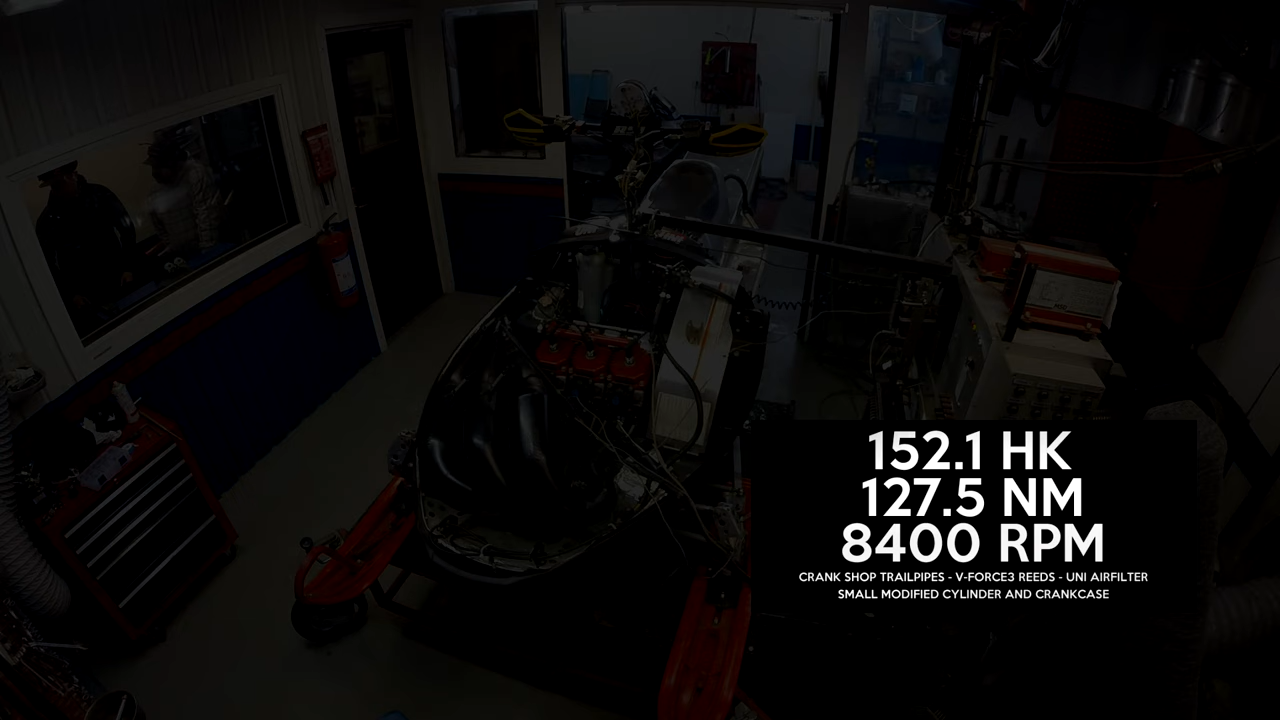 152.1 HK
127.5 NM
8400 RPM
CRANK SHOP TRAILPIPES - V-FORCE3 REEDS - UNI AIRFILTER
SMALL MODIFIED CYLINDER AND CRANKCASE